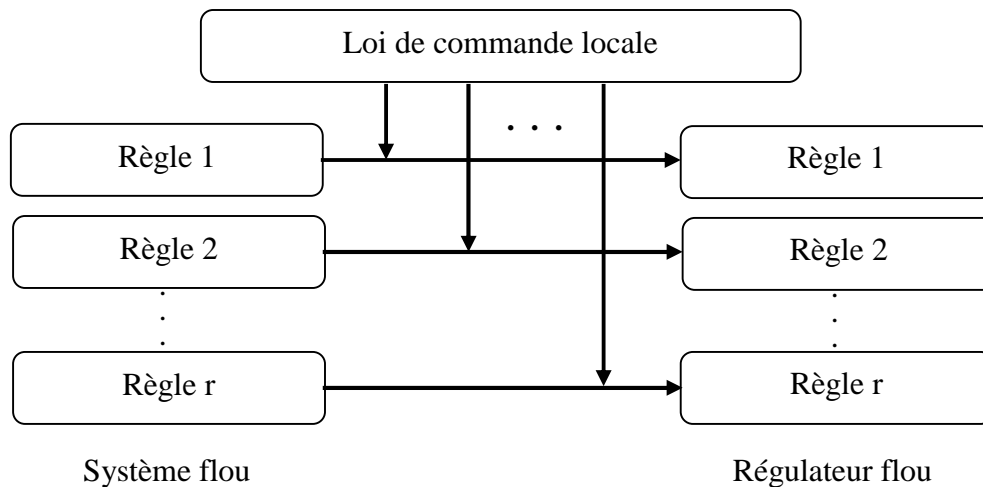 Loi de commande locale
. . .
Règle 1
Règle 1
Règle 2
Règle 2
Règle r
Règle r
Système flou
Régulateur flou